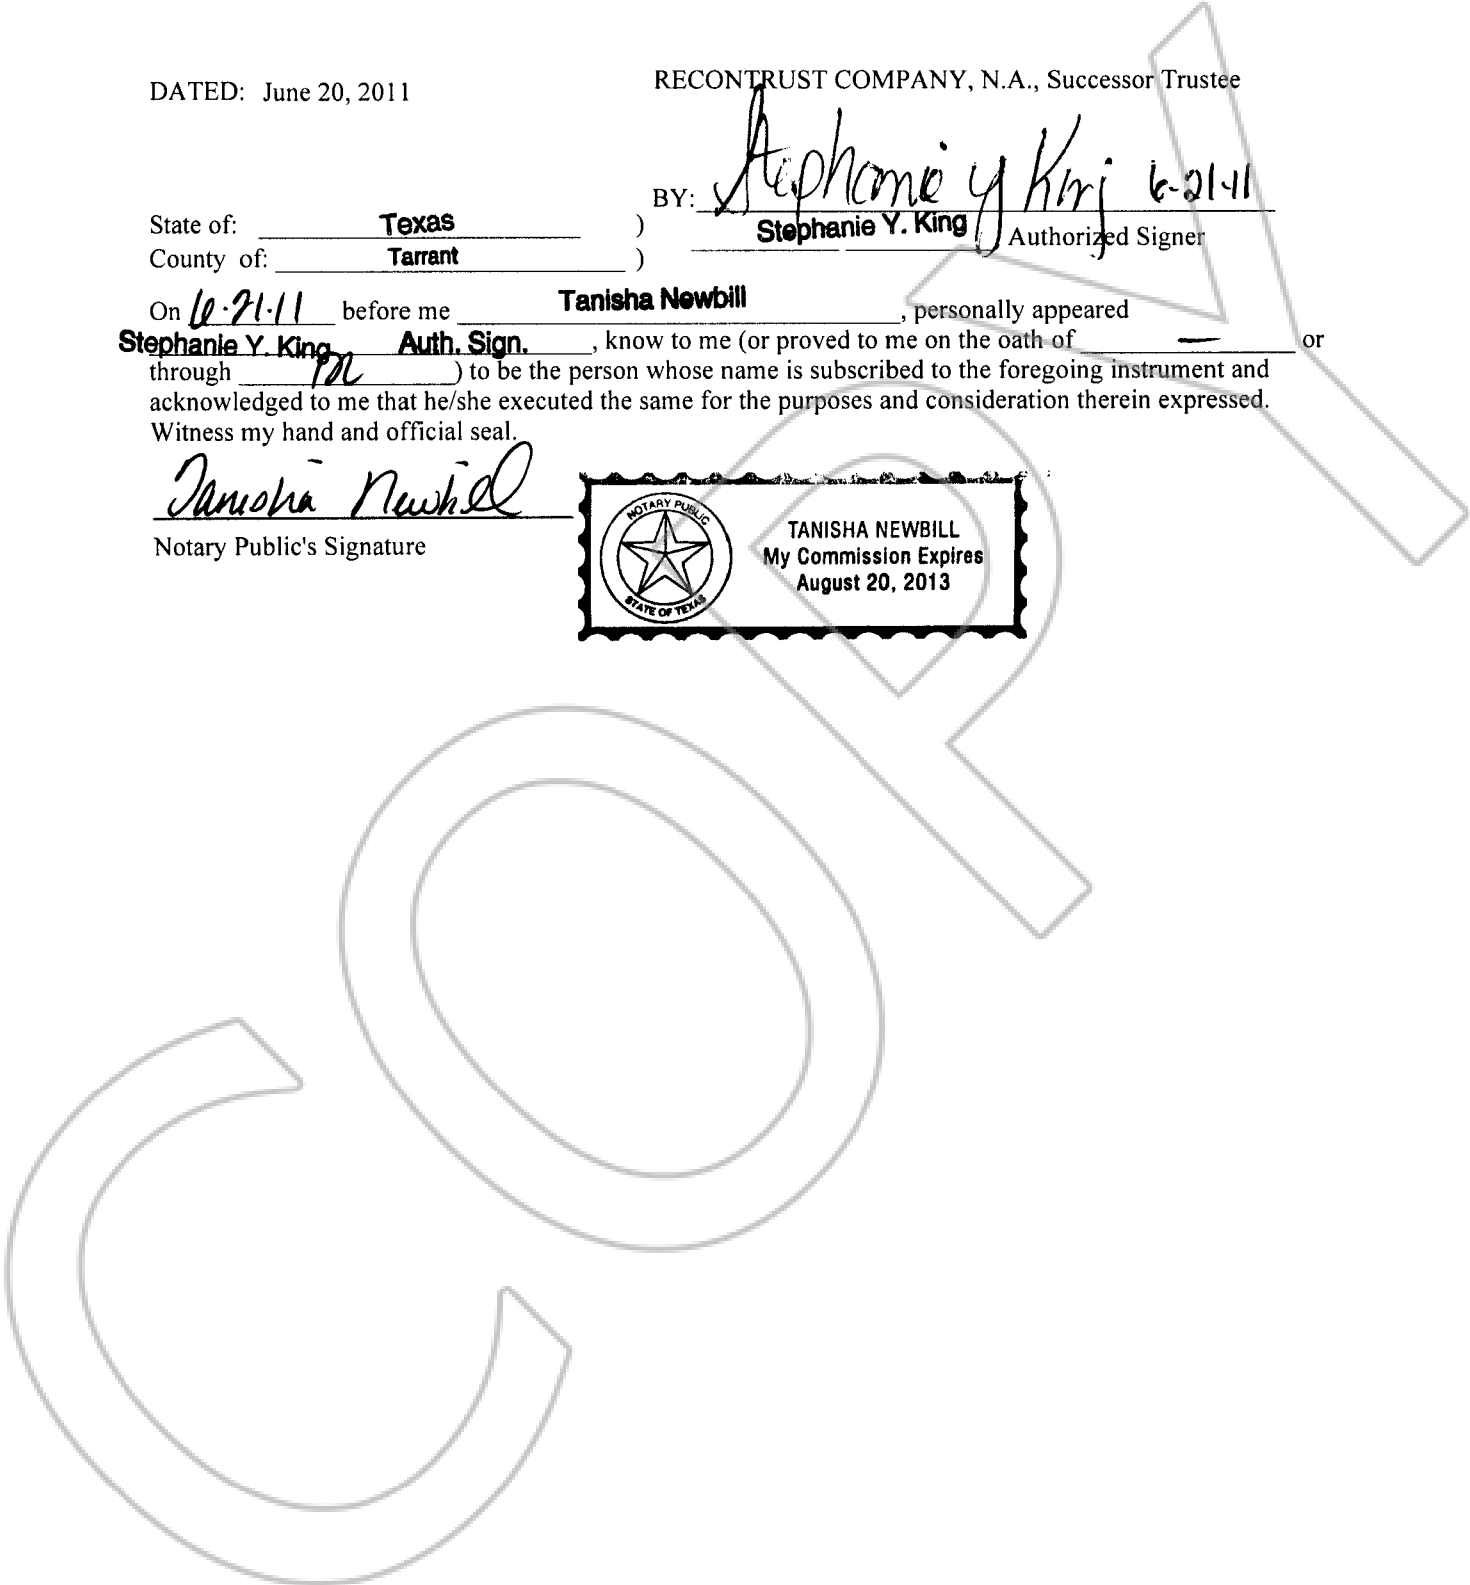 DATED: June 20, 2011
RECONTRUST COMPANY, N.A., Successor Trustee
BY: Stephanie Y King 6-21-11
Stephanie Y. King Authorized Signer
State of: Texas )
County of: Tarrant )
On 6-21-11 before me Tanisha Newbill, personally appeared
Stephanie Y. King Auth. Sign., know to me (or proved to me on the oath of — or
through ) to be the person whose name is subscribed to the foregoing instrument and
acknowledged to me that he/she executed the same for the purposes and consideration therein expressed.
Witness my hand and official seal.
Tanisha Newbill
Notary Public's Signature
NOTARY PUBLIC
STATE OF TEXAS
TANISHA NEWBILL
My Commission Expires
August 20, 2013
COPY